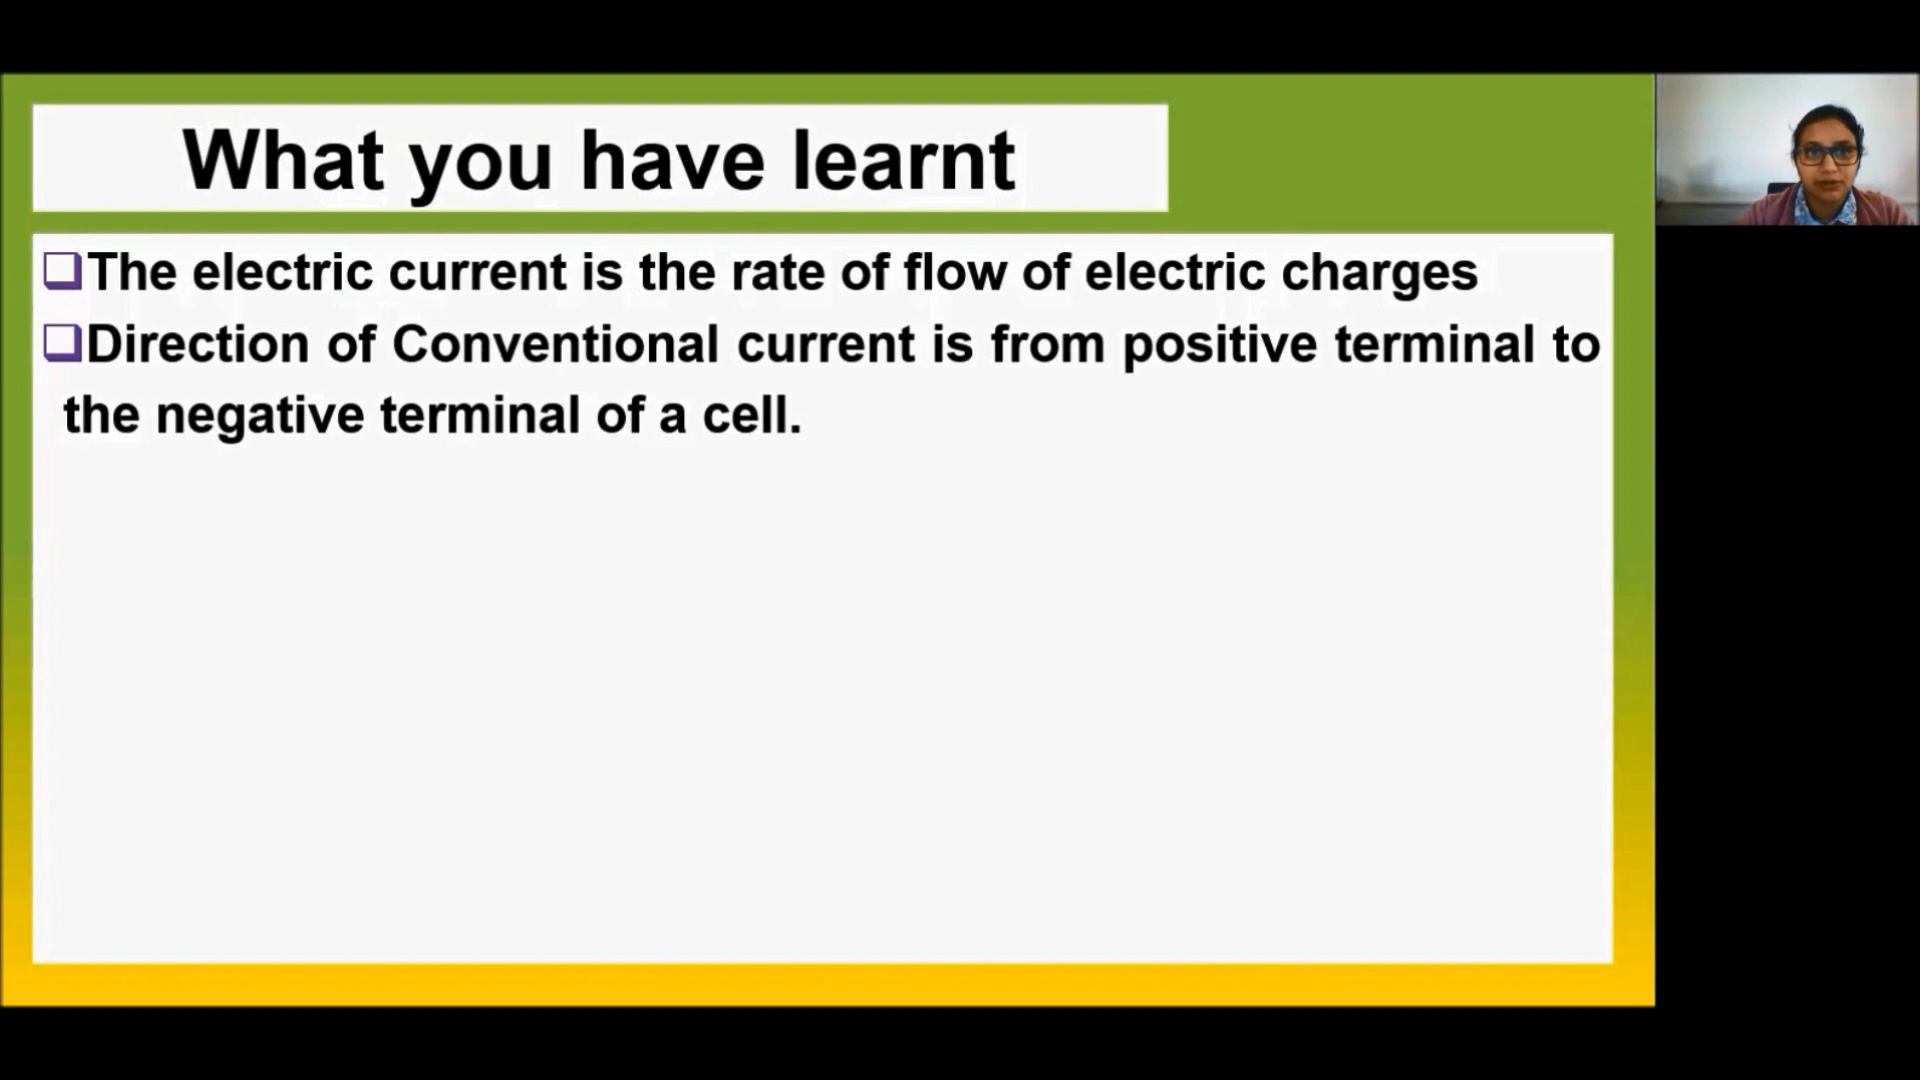 What you have learnt
❑The electric current is the rate of flow of electric charges
❑Direction of Conventional current is from positive terminal to
the negative terminal of a cell.